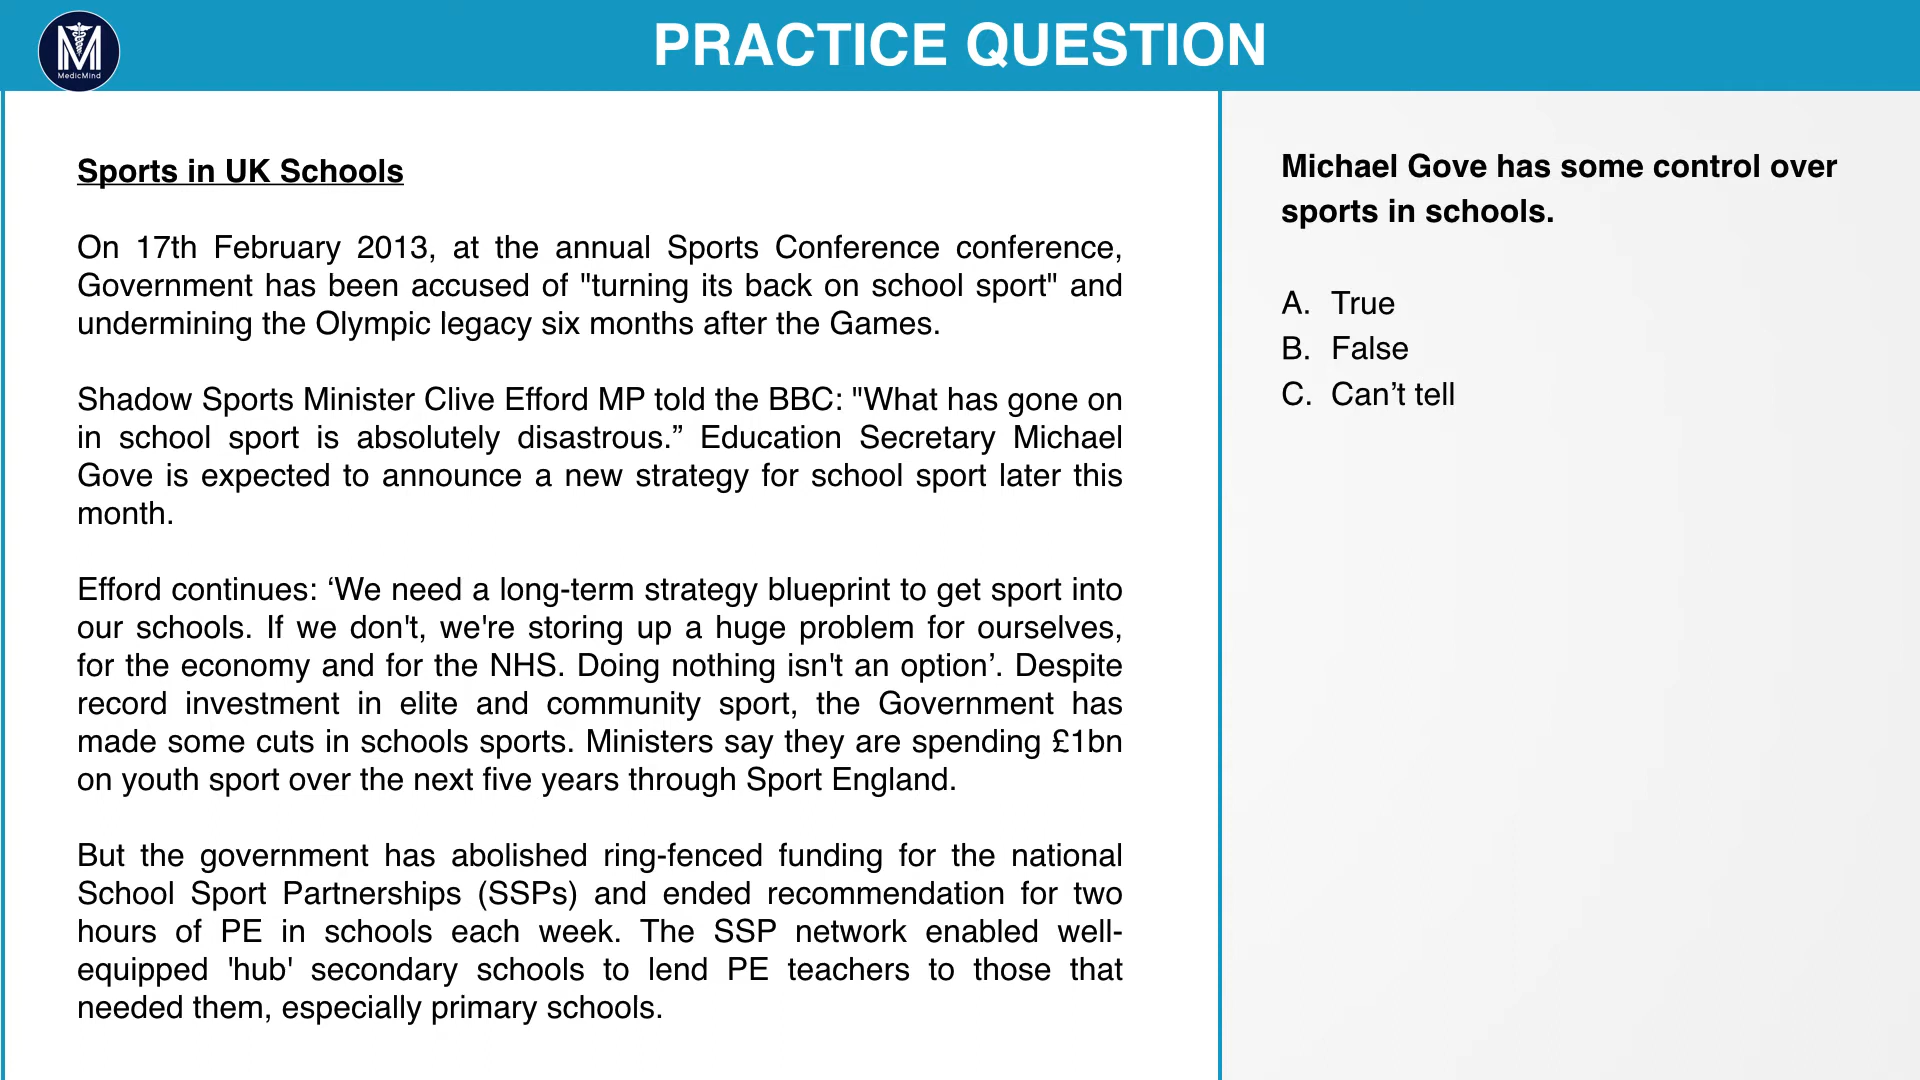 PRACTICE QUESTION
MedicMind
Sports in UK Schools
On 17th February 2013, at the annual Sports Conference conference,
Government has been accused of "turning its back on school sport" and
undermining the Olympic legacy six months after the Games.
Shadow Sports Minister Clive Efford MP told the BBC: "What has gone on
in school sport is absolutely disastrous.” Education Secretary Michael
Gove is expected to announce a new strategy for school sport later this
month.
Efford continues: ‘We need a long-term strategy blueprint to get sport into
our schools. If we don't, we're storing up a huge problem for ourselves,
for the economy and for the NHS. Doing nothing isn't an option’. Despite
record investment in elite and community sport, the Government has
made some cuts in schools sports. Ministers say they are spending £1bn
on youth sport over the next five years through Sport England.
But the government has abolished ring-fenced funding for the national
School Sport Partnerships (SSPs) and ended recommendation for two
hours of PE in schools each week. The SSP network enabled well-
equipped 'hub' secondary schools to lend PE teachers to those that
needed them, especially primary schools.
Michael Gove has some control over
sports in schools.
A. True
B. False
C. Can’t tell